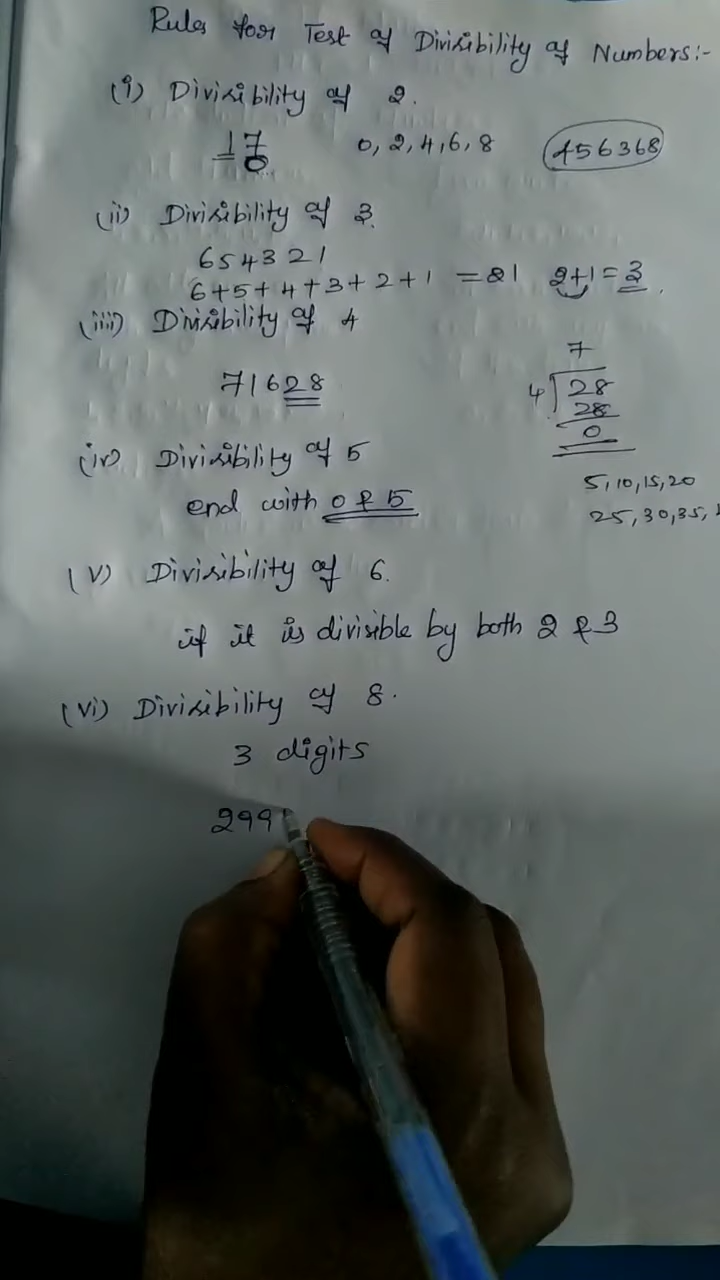 Rules for Test of Divisibility of Numbers:-
(i) Divisibility of 2.
17 0, 2, 4, 6, 8 456368
0
(ii) Divisibility of 3.
654321
6+5+4+3+2+1 = 21 2+1 = 3.
(iii) Divisibility of 4
7
71628 4) 28
28
0
(iv) Divisibility of 5
end with 0 & 5
5, 10, 15, 20
25, 30, 35,
(v) Divisibility of 6.
if it is divisible by both 2 & 3
(vi) Divisibility of 8.
3 digits
299